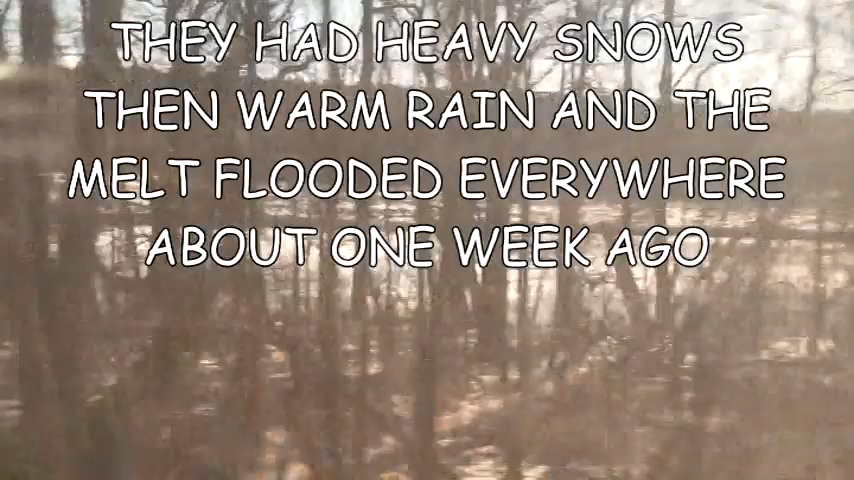 THEY HAD HEAVY SNOWS
THEN WARM RAIN AND THE
MELT FLOODED EVERYWHERE
ABOUT ONE WEEK AGO